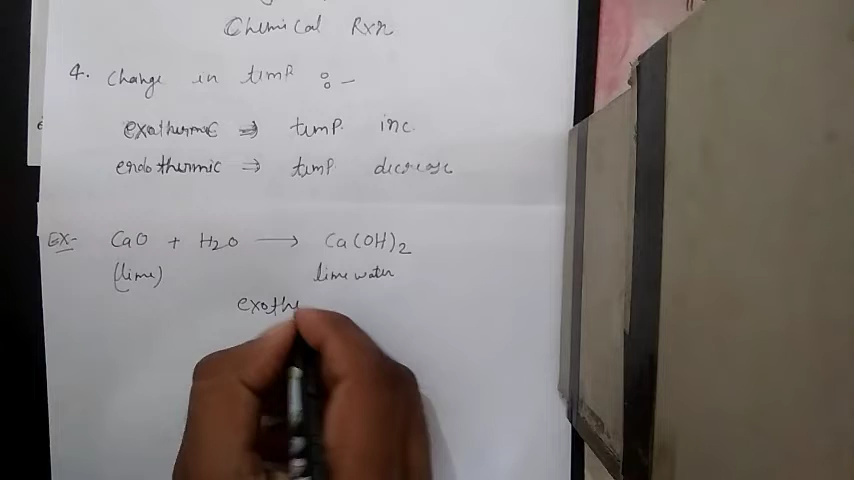 Chemical Rxn
4. Change in temp :-
exothermic ⇒ temp. inc.
endothermic ⇒ temp. decrease
EX- CaO + H2O → Ca(OH)2
(lime) lime water
exothe